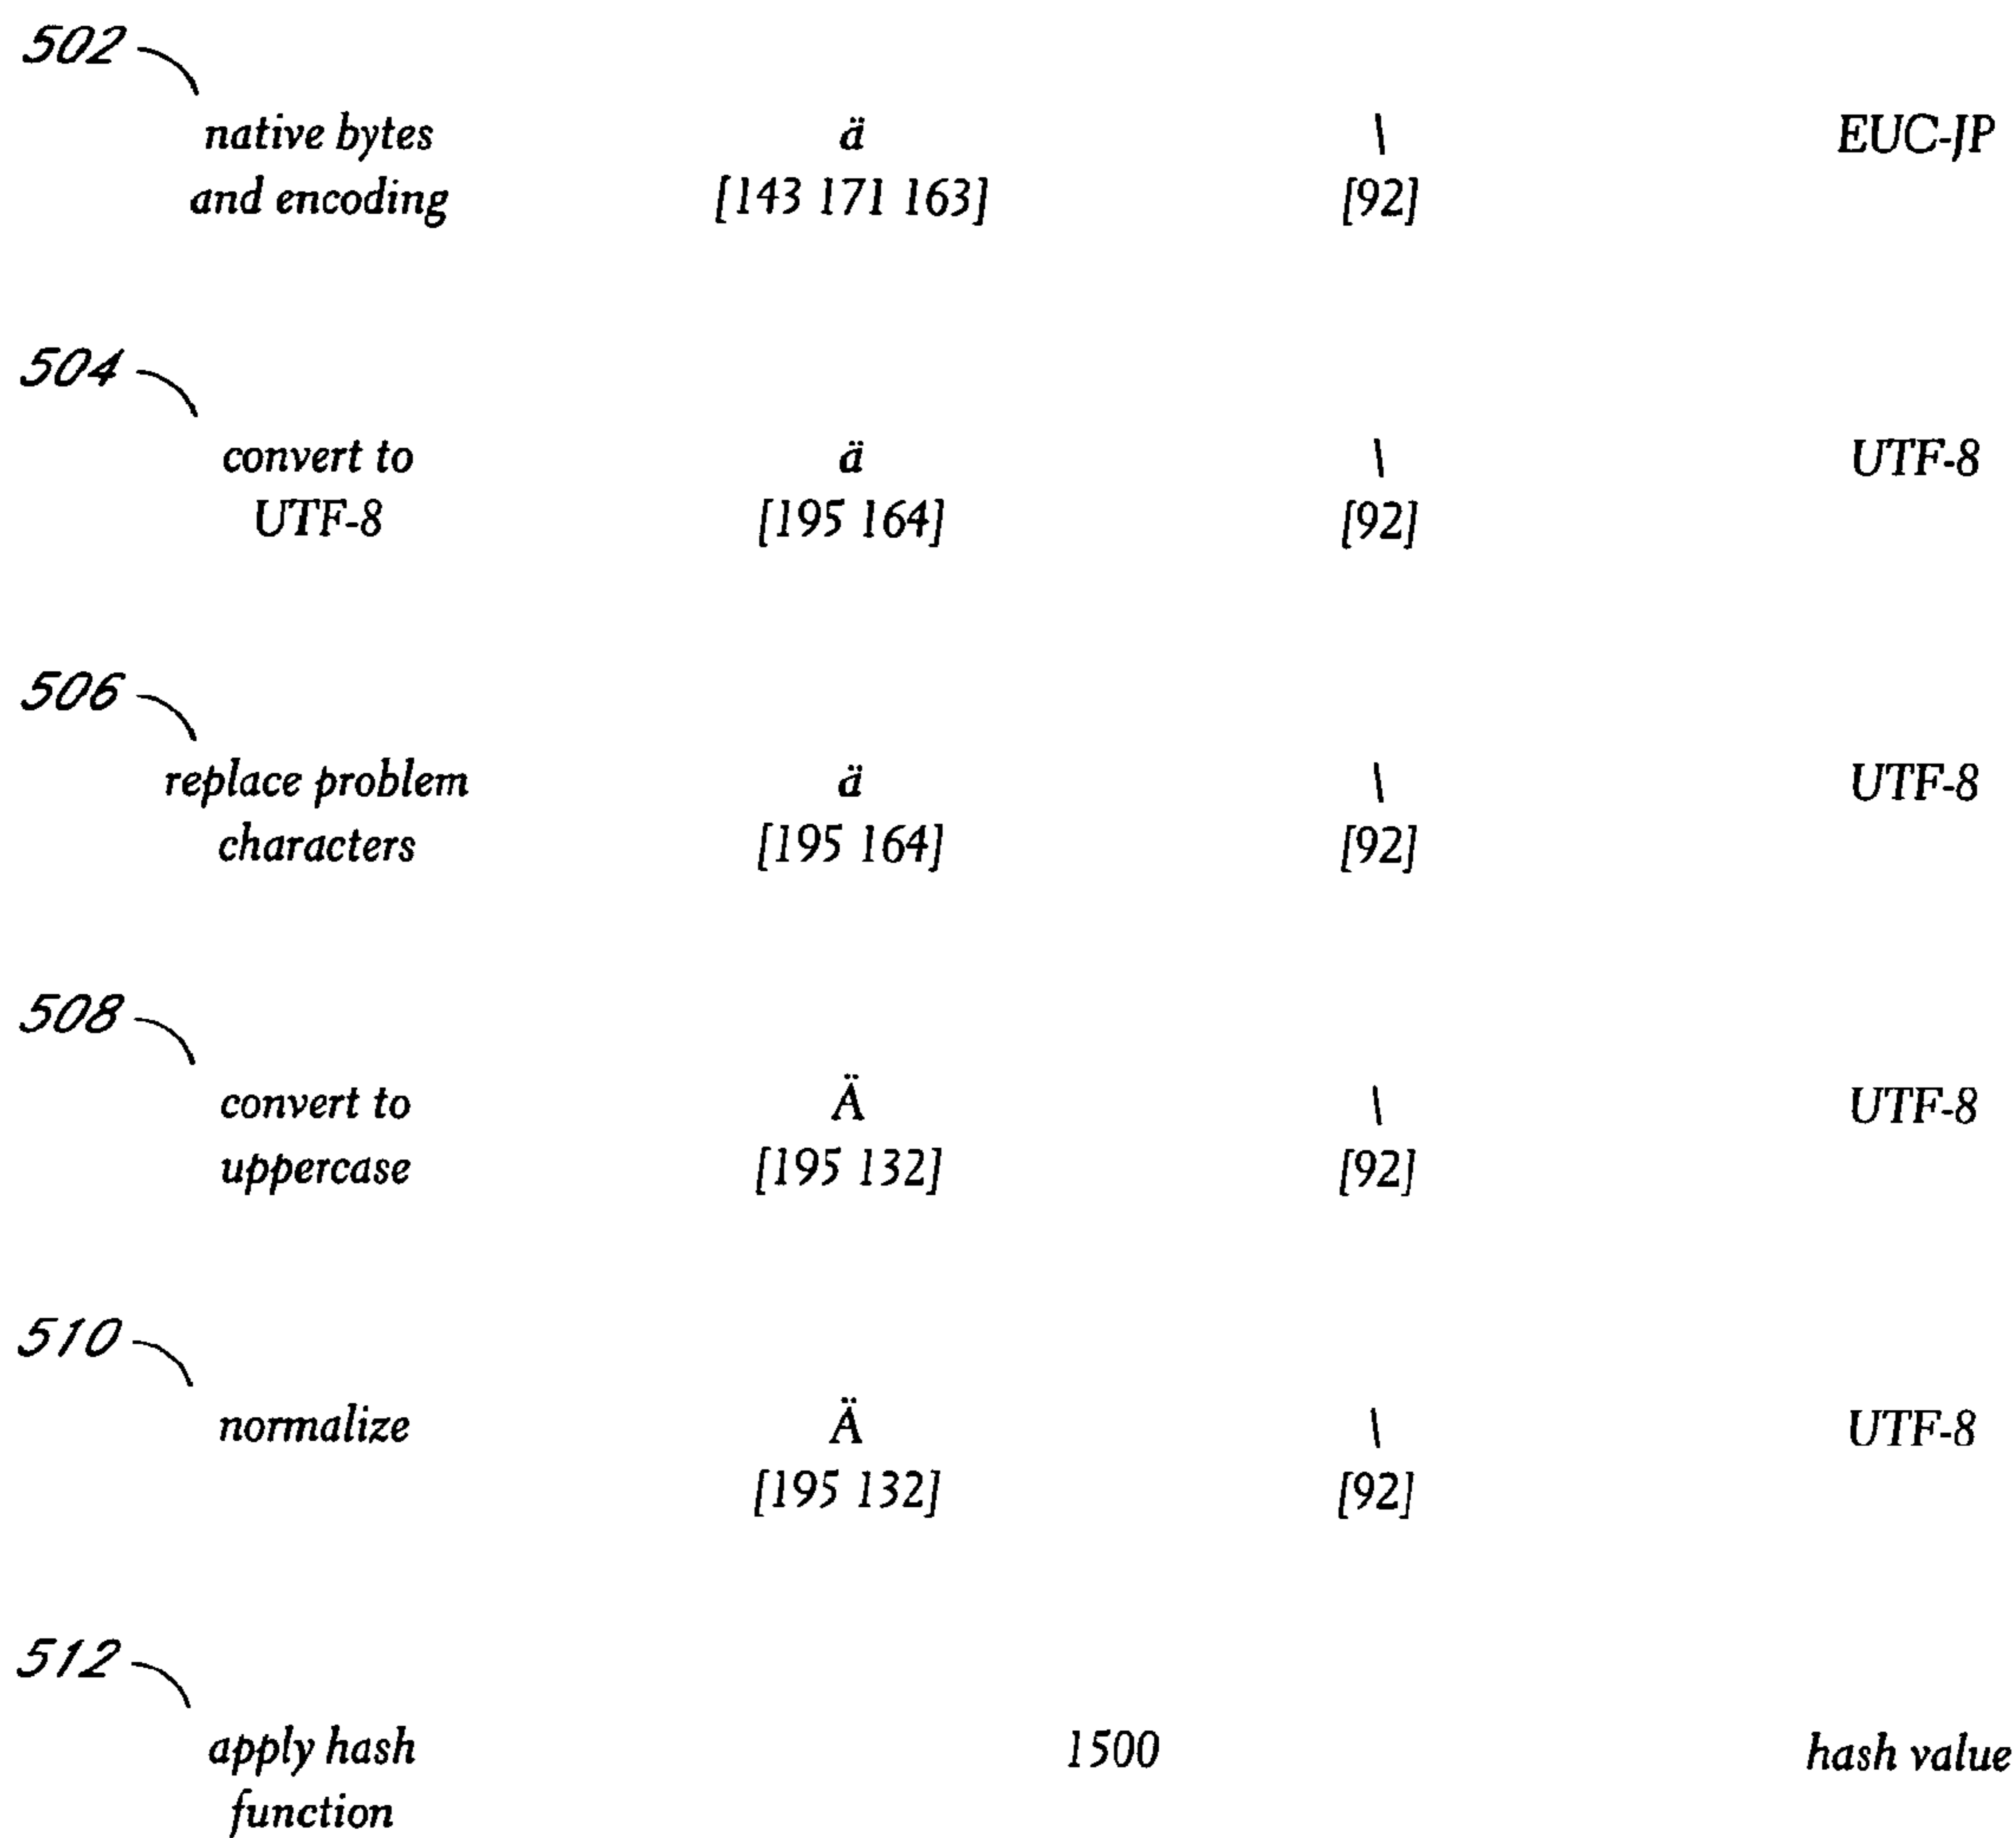 502
native bytes ä \ EUC-JP
and encoding [143 171 163] [92]
504
convert to ä \ UTF-8
UTF-8 [195 164] [92]
506
replace problem ä \ UTF-8
characters [195 164] [92]
508
convert to Ä \ UTF-8
uppercase [195 132] [92]
510
normalize Ä \ UTF-8
[195 132] [92]
512
apply hash 1500 hash value
function